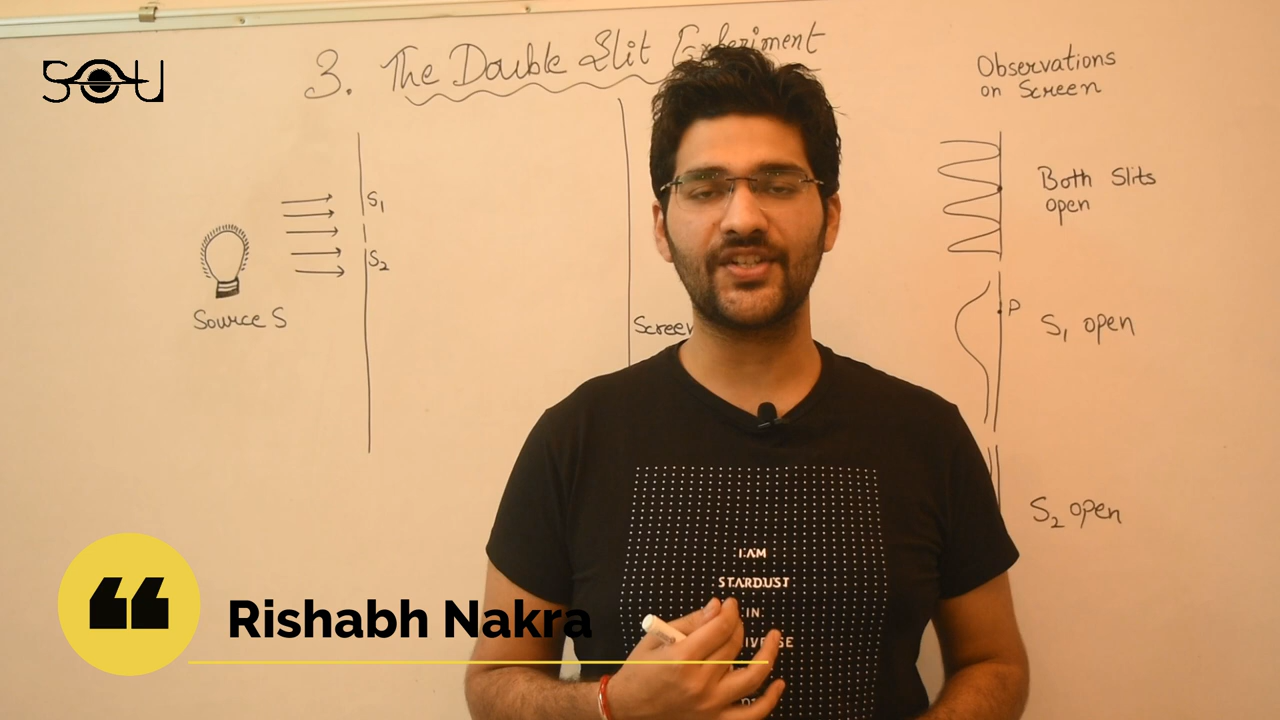 SOU
3. The Double Slit Experiment
Observations
on Screen
S1
S2
Source S
Screen
Both Slits
open
P
S1 open
S2 open
I AM
STARDUST
IN
Rishabh Nakra